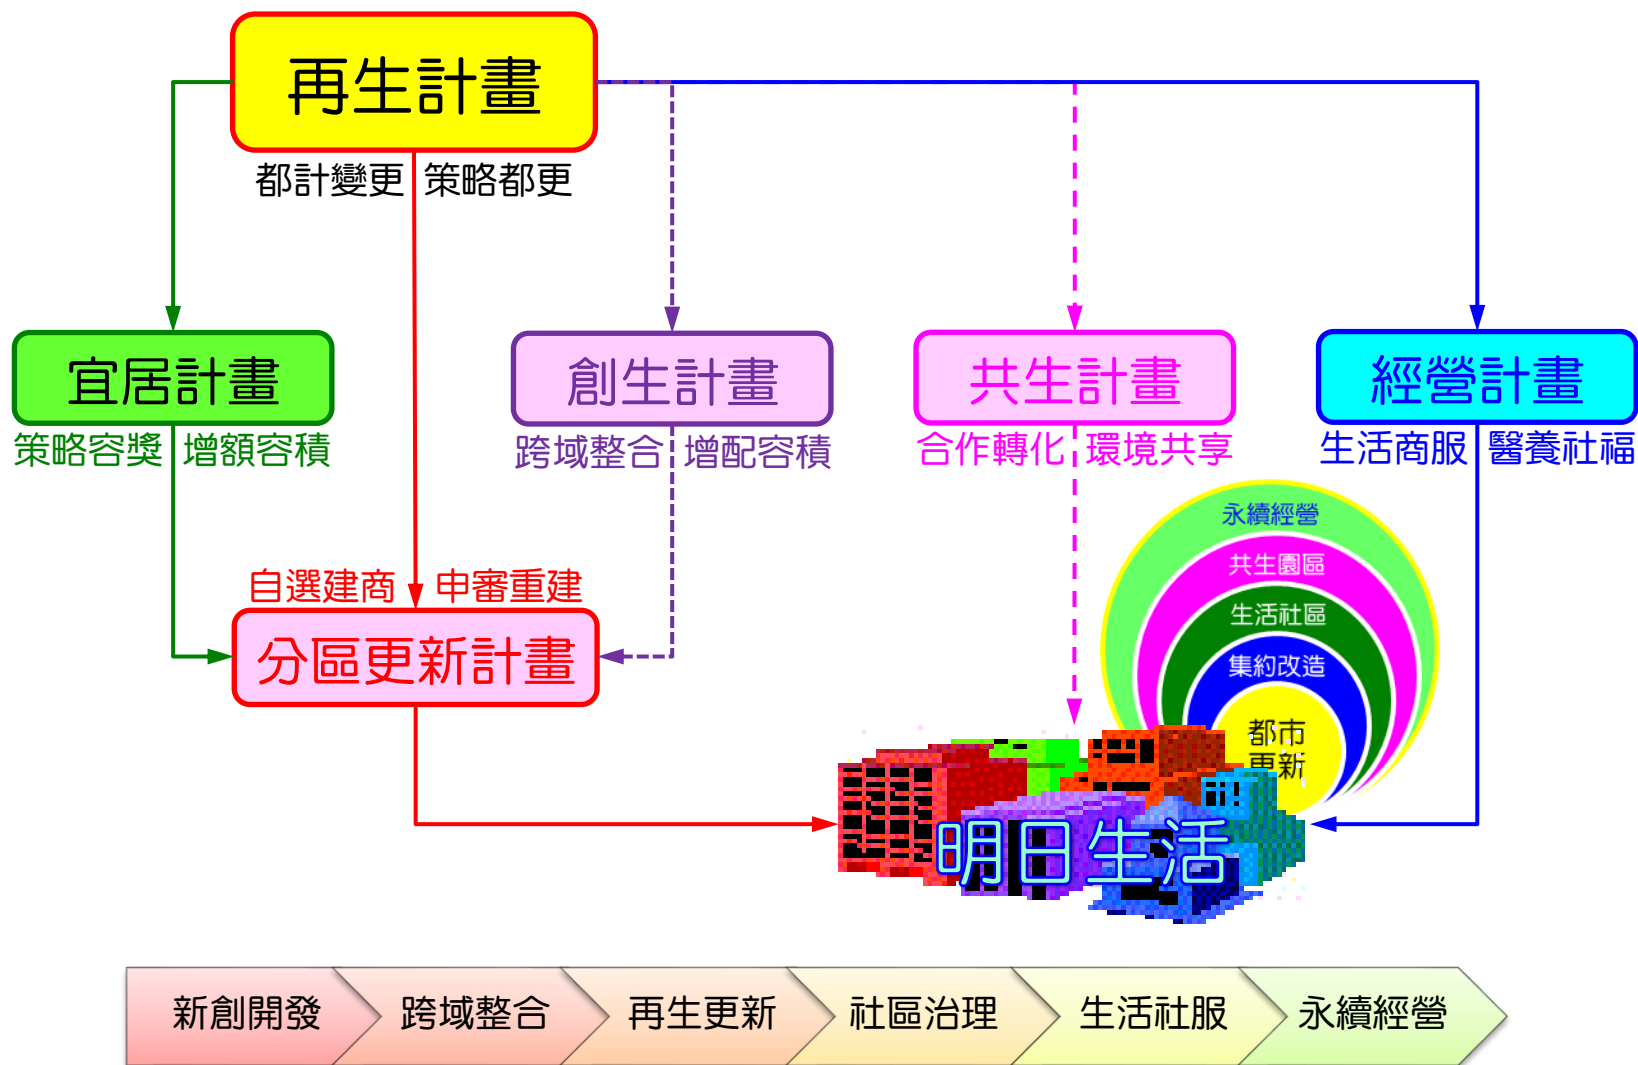 再生計畫
都計變更 策略都更
宜居計畫
策略容獎 增額容積
創生計畫
跨域整合 增配容積
共生計畫
合作轉化 環境共享
經營計畫
生活商服 醫養社福
自選建商 申審重建
分區更新計畫
永續經營
共生園區
生活社區
集約改造
都市
更新
明日生活
新創開發
跨域整合
再生更新
社區治理
生活社服
永續經營